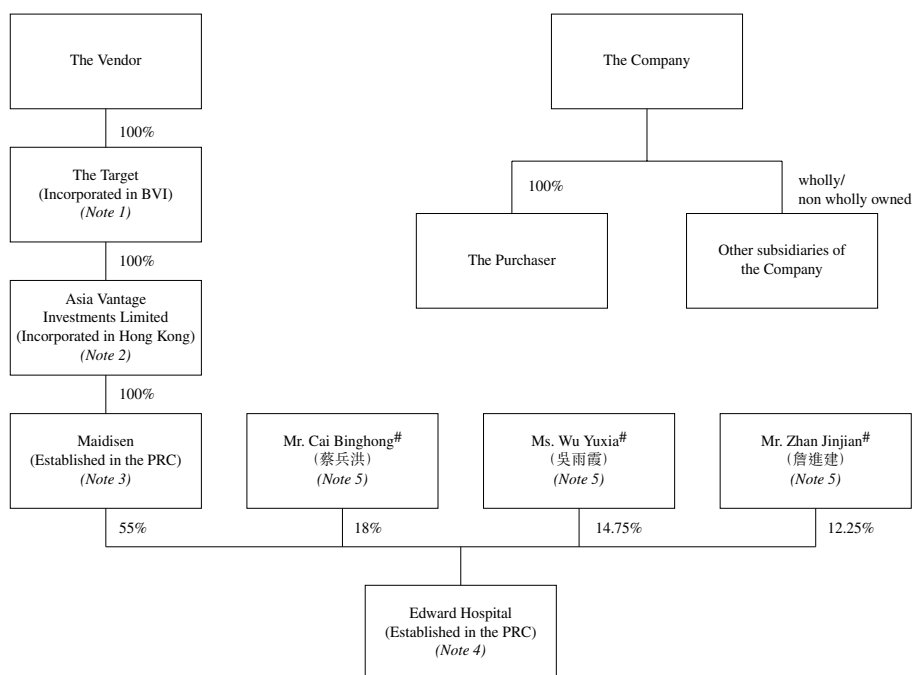 The Vendor
The Company
100%
The Target
(Incorporated in BVI)
(Note 1)
100%
wholly/
non wholly owned
The Purchaser
Other subsidiaries of
the Company
100%
Asia Vantage
Investments Limited
(Incorporated in Hong Kong)
(Note 2)
100%
Maidisen
(Established in the PRC)
(Note 3)
Mr. Cai Binghong#
(蔡兵洪)
(Note 5)
Ms. Wu Yuxia#
(吳雨霞)
(Note 5)
Mr. Zhan Jinjian#
(詹進建)
(Note 5)
55%
18%
14.75%
12.25%
Edward Hospital
(Established in the PRC)
(Note 4)